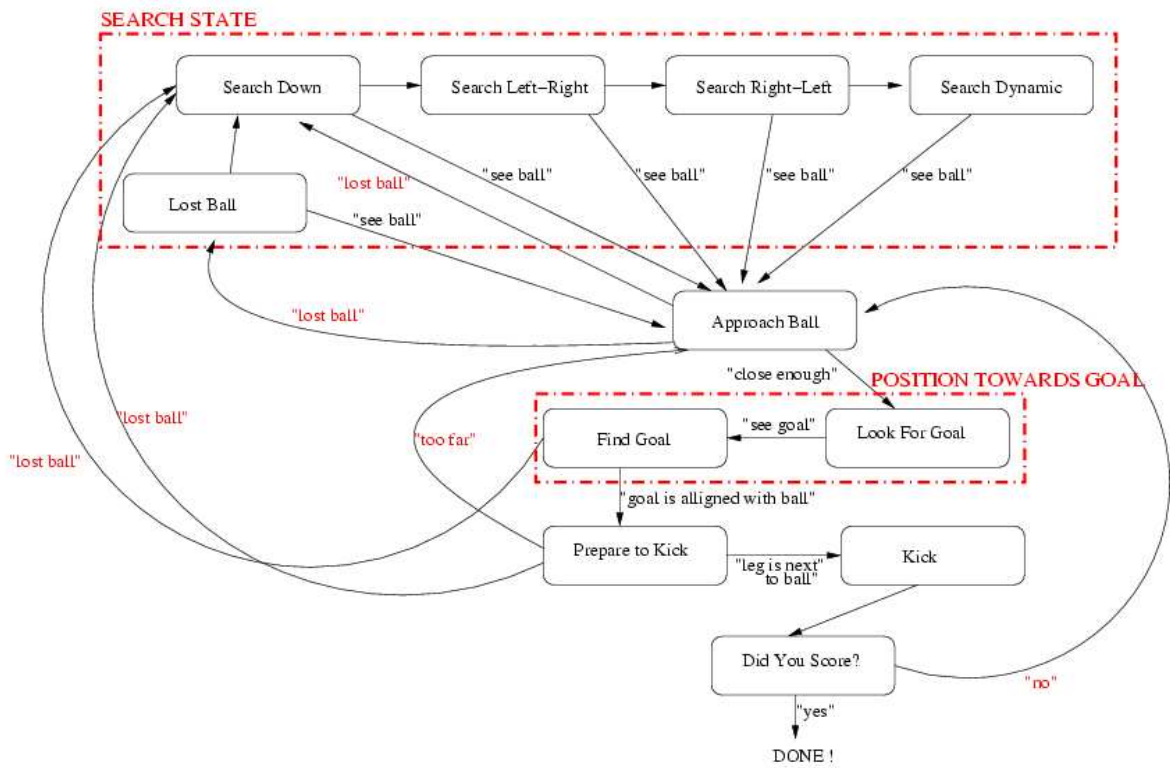 SEARCH STATE
Search Down
Search Left-Right
Search Right-Left
Search Dynamic
"lost ball"
"see ball"
"see ball"
"see ball"
"see ball"
Lost Ball
"see ball"
"lost ball"
Approach Ball
"close enough"
POSITION TOWARDS GOAL
"lost ball"
"too far"
Find Goal
"see goal"
Look For Goal
"lost ball"
"goal is alligned with ball"
Prepare to Kick
"leg is next"
to ball"
Kick
Did You Score?
"no"
"yes"
DONE !